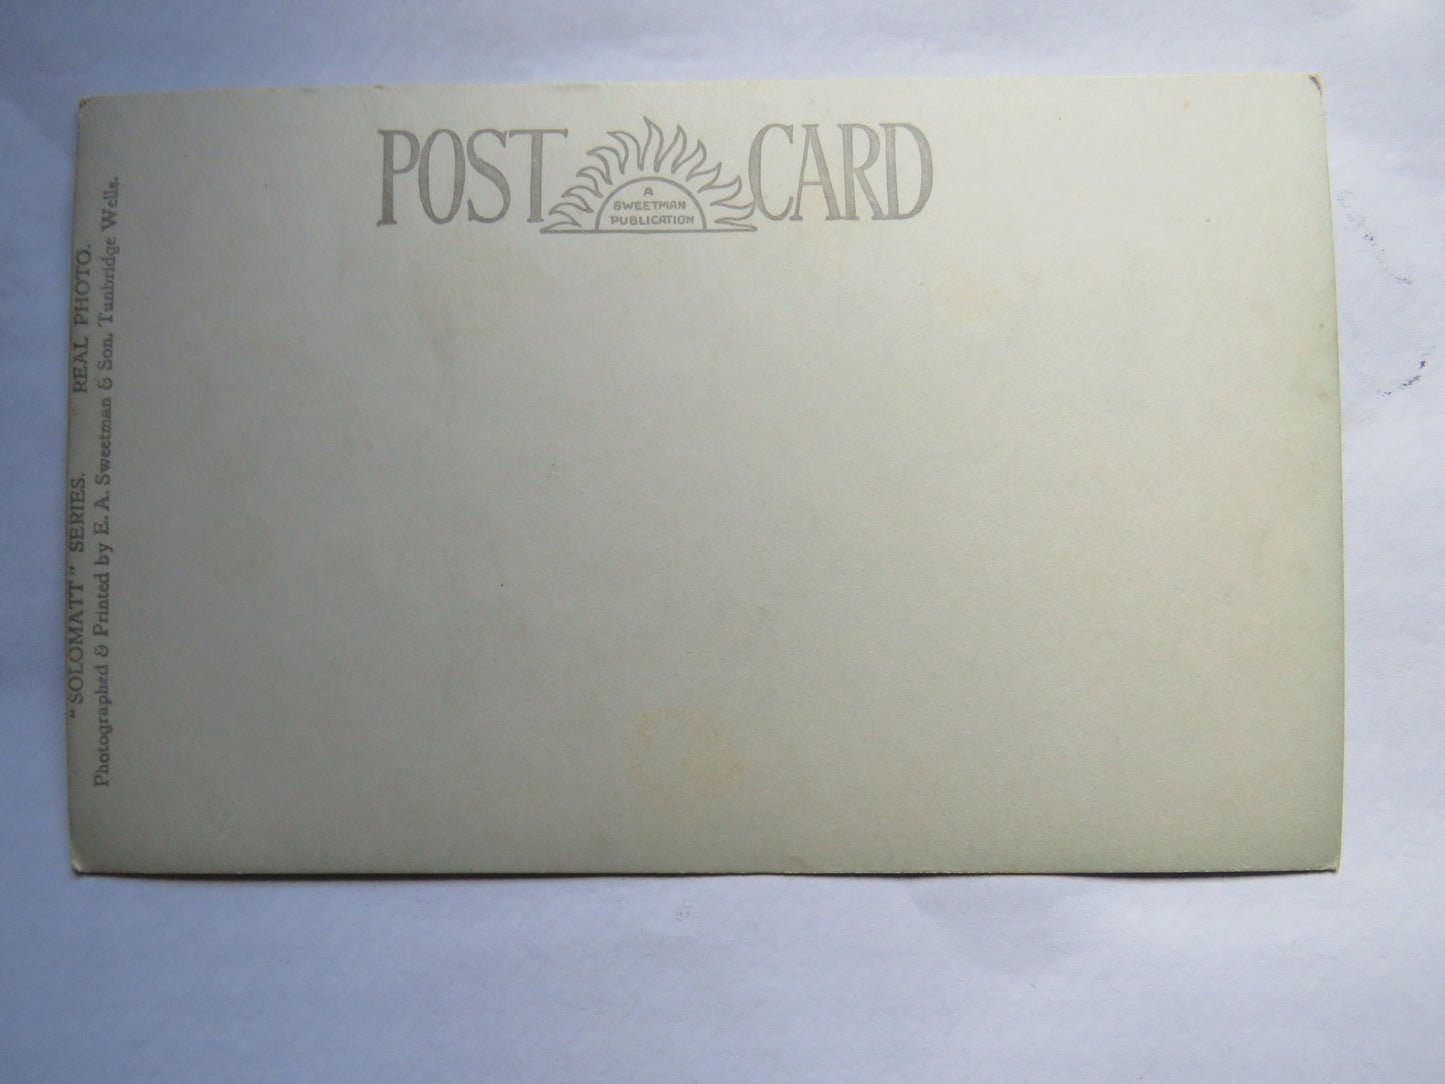 POST CARD
A
SWEETMAN
PUBLICATION
"SOLOMATT" SERIES. REAL PHOTO.
Photographed & Printed by E. A. Sweetman & Son, Tunbridge Wells.